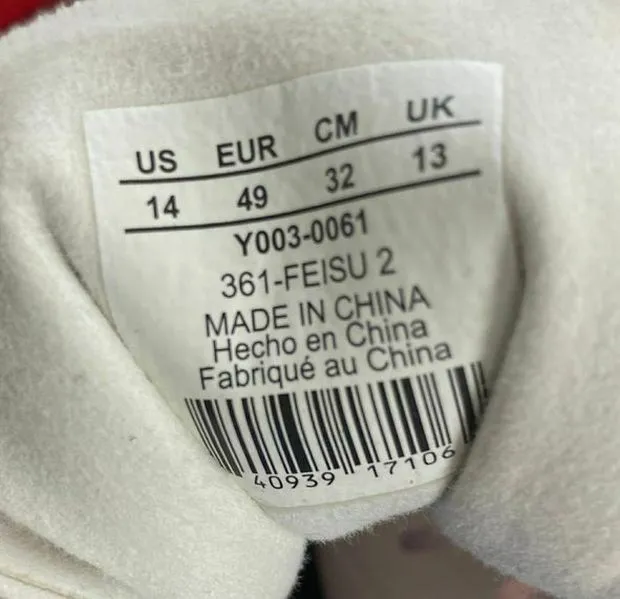 US EUR CM UK
14 49 32 13
Y003-0061
361-FEISU 2
MADE IN CHINA
Hecho en China
Fabriqué au China
40939 17106